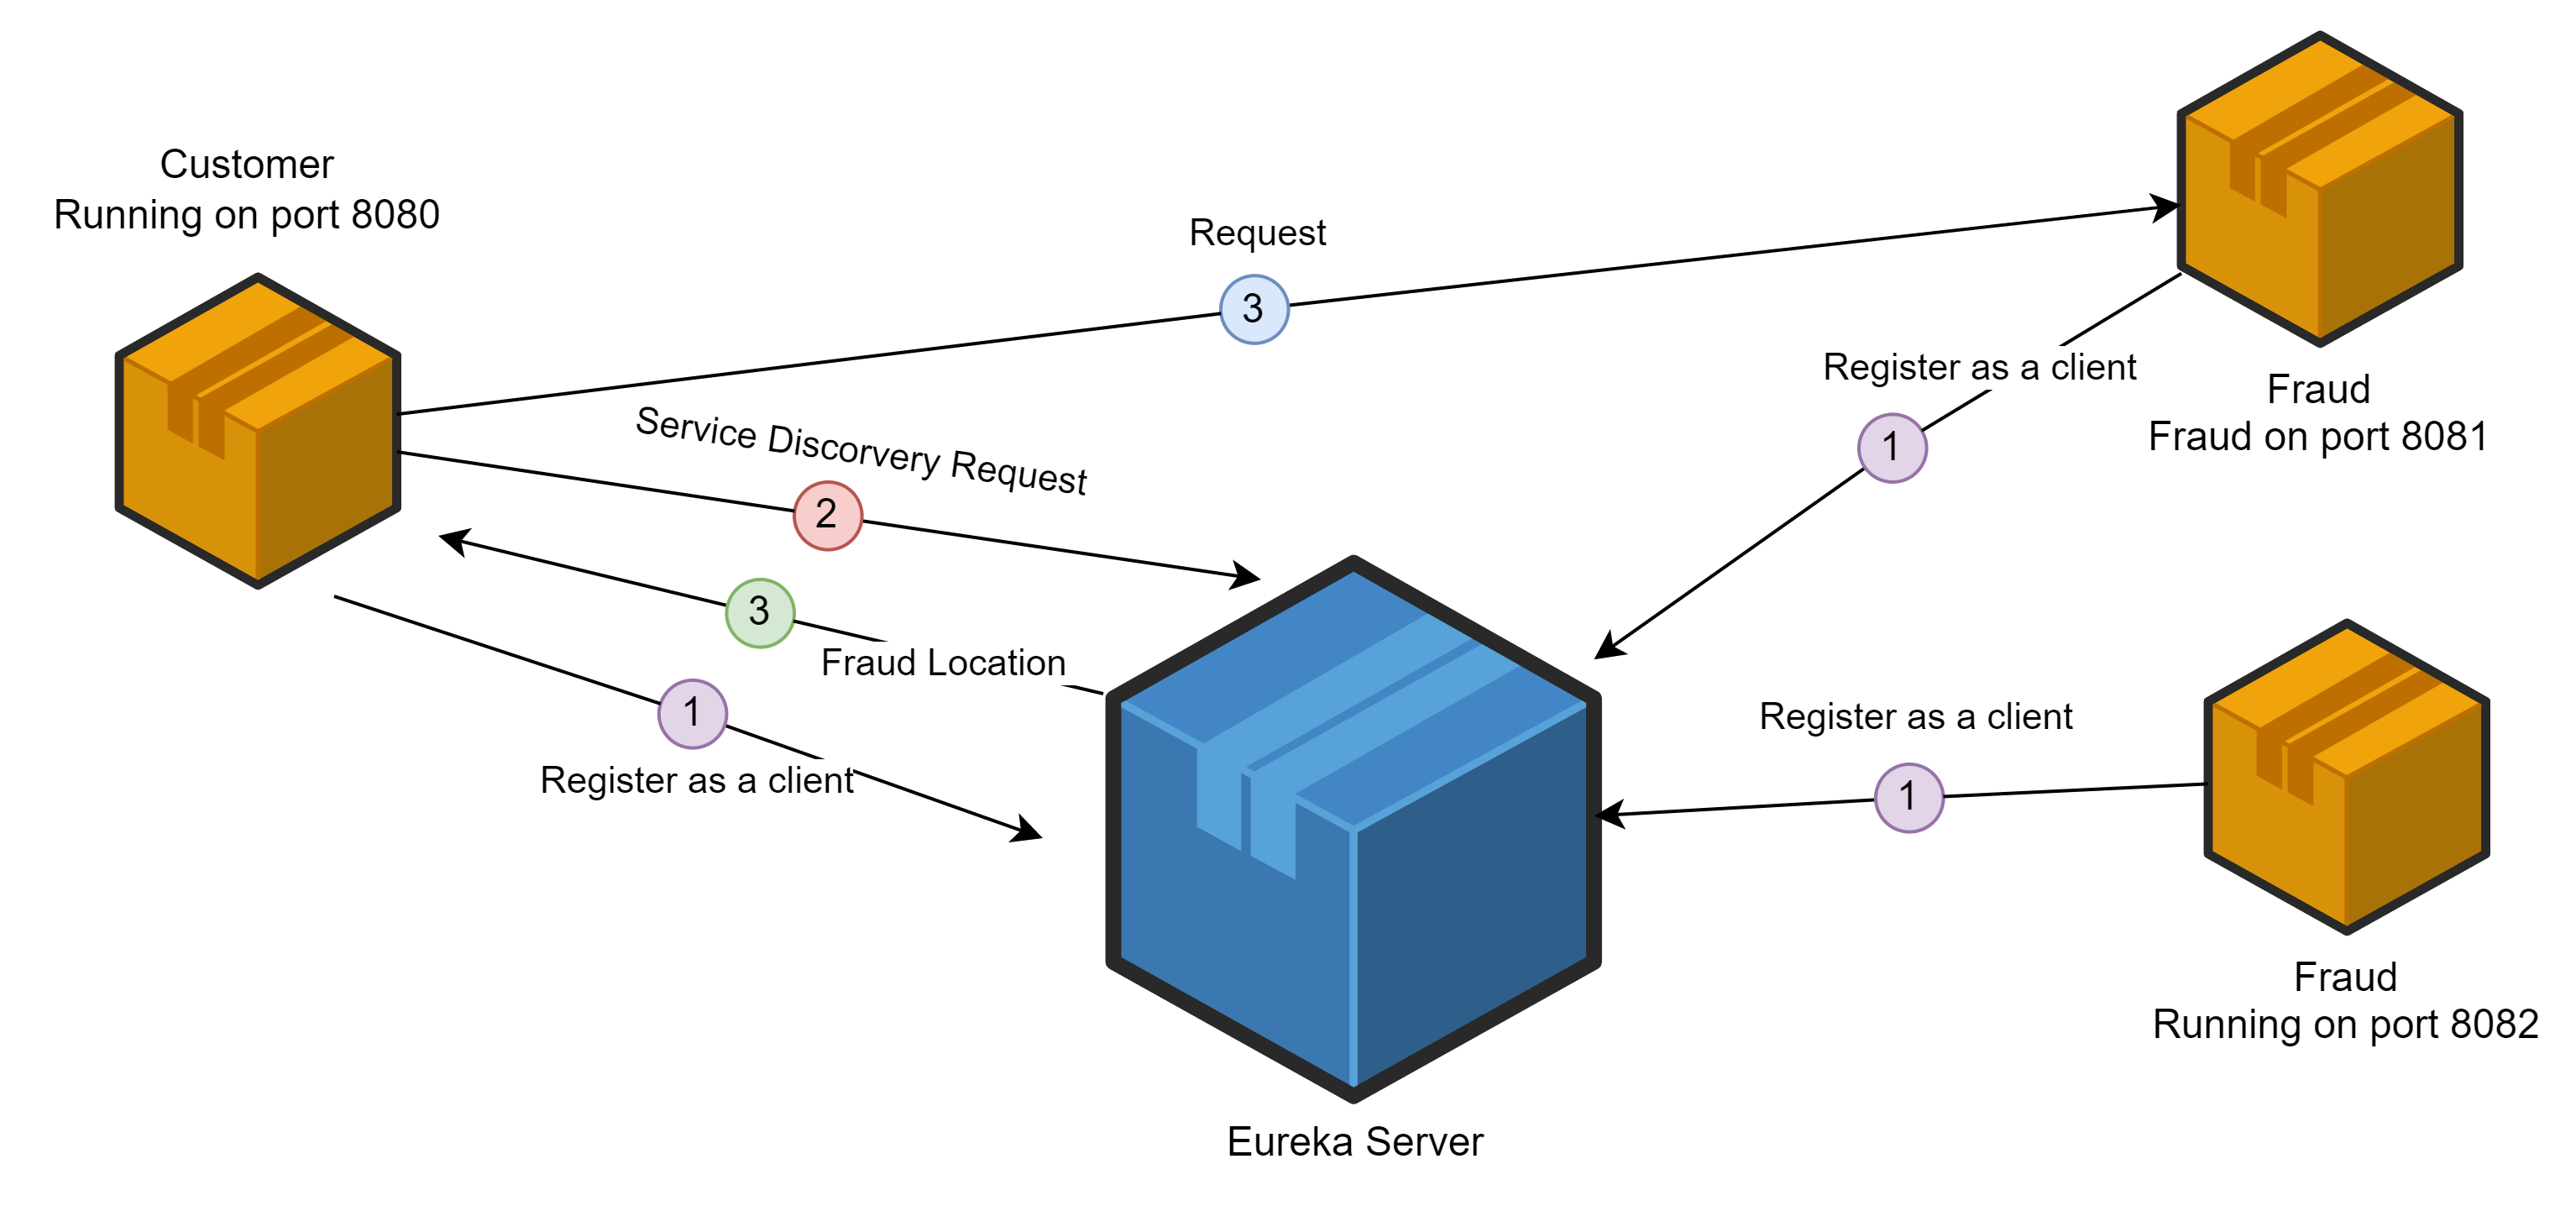 Customer
Running on port 8080
Request
3
Service Discorvery Request
2
3
Fraud Location
1
Register as a client
Register as a client
1
Fraud
Fraud on port 8081
Register as a client
1
Fraud
Running on port 8082
Eureka Server